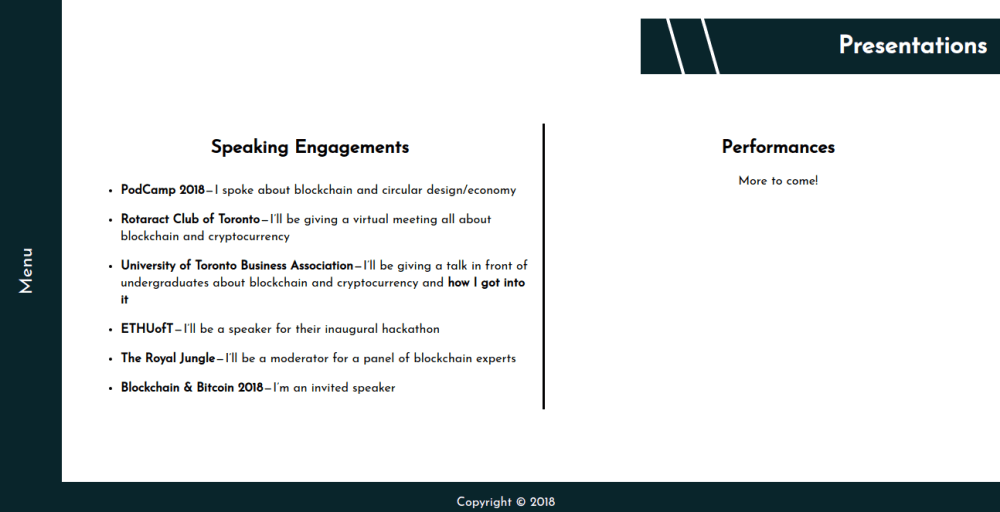 Presentations
Menu
Speaking Engagements
• PodCamp 2018—I spoke about blockchain and circular design/economy
• Rotaract Club of Toronto—I'll be giving a virtual meeting all about
blockchain and cryptocurrency
• University of Toronto Business Association—I'll be giving a talk in front of
undergraduates about blockchain and cryptocurrency and how I got into
it
• ETHUofT—I'll be a speaker for their inaugural hackathon
• The Royal Jungle—I'll be a moderator for a panel of blockchain experts
• Blockchain & Bitcoin 2018—I'm an invited speaker
Performances
More to come!
Copyright © 2018